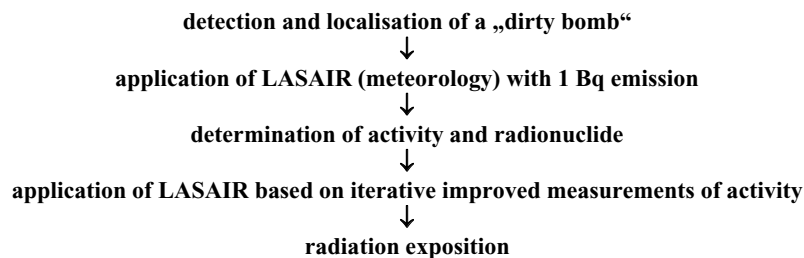 detection and localisation of a „dirty bomb“
↓
application of LASAIR (meteorology) with 1 Bq emission
↓
determination of activity and radionuclide
↓
application of LASAIR based on iterative improved measurements of activity
↓
radiation exposition